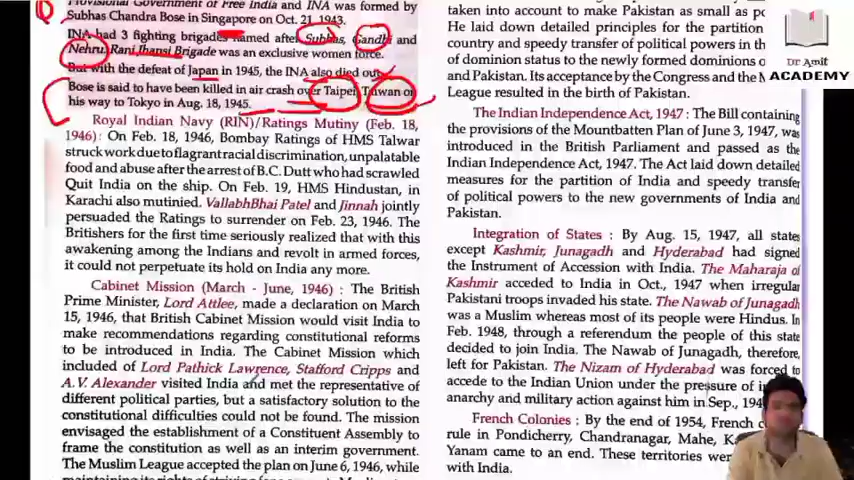 Provisional Government of Free India and INA was formed by
Subhas Chandra Bose in Singapore on Oct. 21, 1943.
INA had 3 fighting brigades named after Subhas, Gandhi and
Nehru. Rani Jhansi Brigade was an exclusive women force.
But with the defeat of Japan in 1945, the INA also died out.
Bose is said to have been killed in air crash over Taipei, Taiwan on
his way to Tokyo in Aug. 18, 1945.
Royal Indian Navy (RIN)/Ratings Mutiny (Feb. 18,
1946) : On Feb. 18, 1946, Bombay Ratings of HMS Talwar
struck work due to flagrant racial discrimination, unpalatable
food and abuse after the arrest of B.C. Dutt who had scrawled
Quit India on the ship. On Feb. 19, HMS Hindustan, in
Karachi also mutinied. VallabhBhai Patel and Jinnah jointly
persuaded the Ratings to surrender on Feb. 23, 1946. The
Britishers for the first time seriously realized that with this
awakening among the Indians and revolt in armed forces,
it could not perpetuate its hold on India any more.
Cabinet Mission (March - June, 1946) : The British
Prime Minister, Lord Attlee, made a declaration on March
15, 1946, that British Cabinet Mission would visit India to
make recommendations regarding constitutional reforms
to be introduced in India. The Cabinet Mission which
included of Lord Pathick Lawrence, Stafford Cripps and
A.V. Alexander visited India and met the representative of
different political parties, but a satisfactory solution to the
constitutional difficulties could not be found. The mission
envisaged the establishment of a Constituent Assembly to
frame the constitution as well as an interim government.
The Muslim League accepted the plan on June 6, 1946, while
taken into account to make Pakistan as small as
He laid down detailed principles for the partition
country and speedy transfer of political powers in th
of dominion status to the newly formed dominions o
and Pakistan. Its acceptance by the Congress and the M
League resulted in the birth of Pakistan.
The Indian Independence Act, 1947 : The Bill containing
the provisions of the Mountbatten Plan of June 3, 1947, was
introduced in the British Parliament and passed as the
Indian Independence Act, 1947. The Act laid down detailed
measures for the partition of India and speedy transfer
of political powers to the new governments of India and
Pakistan.
Integration of States : By Aug. 15, 1947, all states
except Kashmir, Junagadh and Hyderabad had signed
the Instrument of Accession with India. The Maharaja of
Kashmir acceded to India in Oct., 1947 when irregular
Pakistani troops invaded his state. The Nawab of Junagadh
was a Muslim whereas most of its people were Hindus. In
Feb. 1948, through a referendum the people of this state
decided to join India. The Nawab of Junagadh, therefore,
left for Pakistan. The Nizam of Hyderabad was forced to
accede to the Indian Union under the pressure of
anarchy and military action against him in Sep., 194
French Colonies : By the end of 1954, French
rule in Pondicherry, Chandranagar, Mahe,
Yanam came to an end. These territories
with India.
Dr Amit
ACADEMY